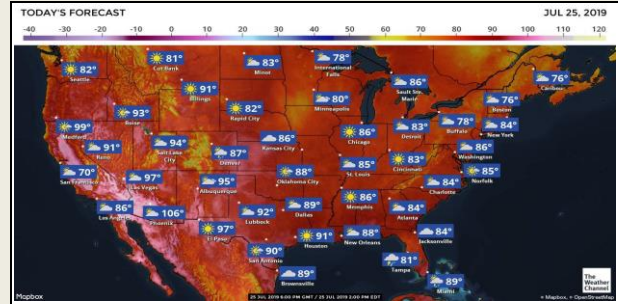 TODAY'S FORECAST
JUL 25, 2019
-40 -30 -20 -10 0 10 20 30 40 50 60 70 80 90 100 110 120
82° Seattle
81° Cut Bank
83° Minot
78° International Falls
86° Sault Ste. Marie
76° Caribou
91° Billings
82° Rapid City
80° Minneapolis
76° Boston
99° Medford
93° Boise
86° Chicago
83° Detroit
78° Buffalo
84° New York
91° Reno
94° Salt Lake City
87° Denver
86° Kansas City
85° St. Louis
83° Cincinnati
86° Washington
70° San Francisco
97° Las Vegas
95° Albuquerque
88° Oklahoma City
86° Memphis
84° Charlotte
85° Norfolk
86° Los Angeles
106° Phoenix
97° El Paso
92° Lubbock
89° Dallas
84° Atlanta
90° San Antonio
91° Houston
88° New Orleans
84° Jacksonville
89° Brownsville
81° Tampa
89° Miami
The Weather Channel
Mapbox
25 JUL 2019 6:00 PM GMT / 25 JUL 2019 2:00 PM EDT
© Mapbox, © OpenStreetMap